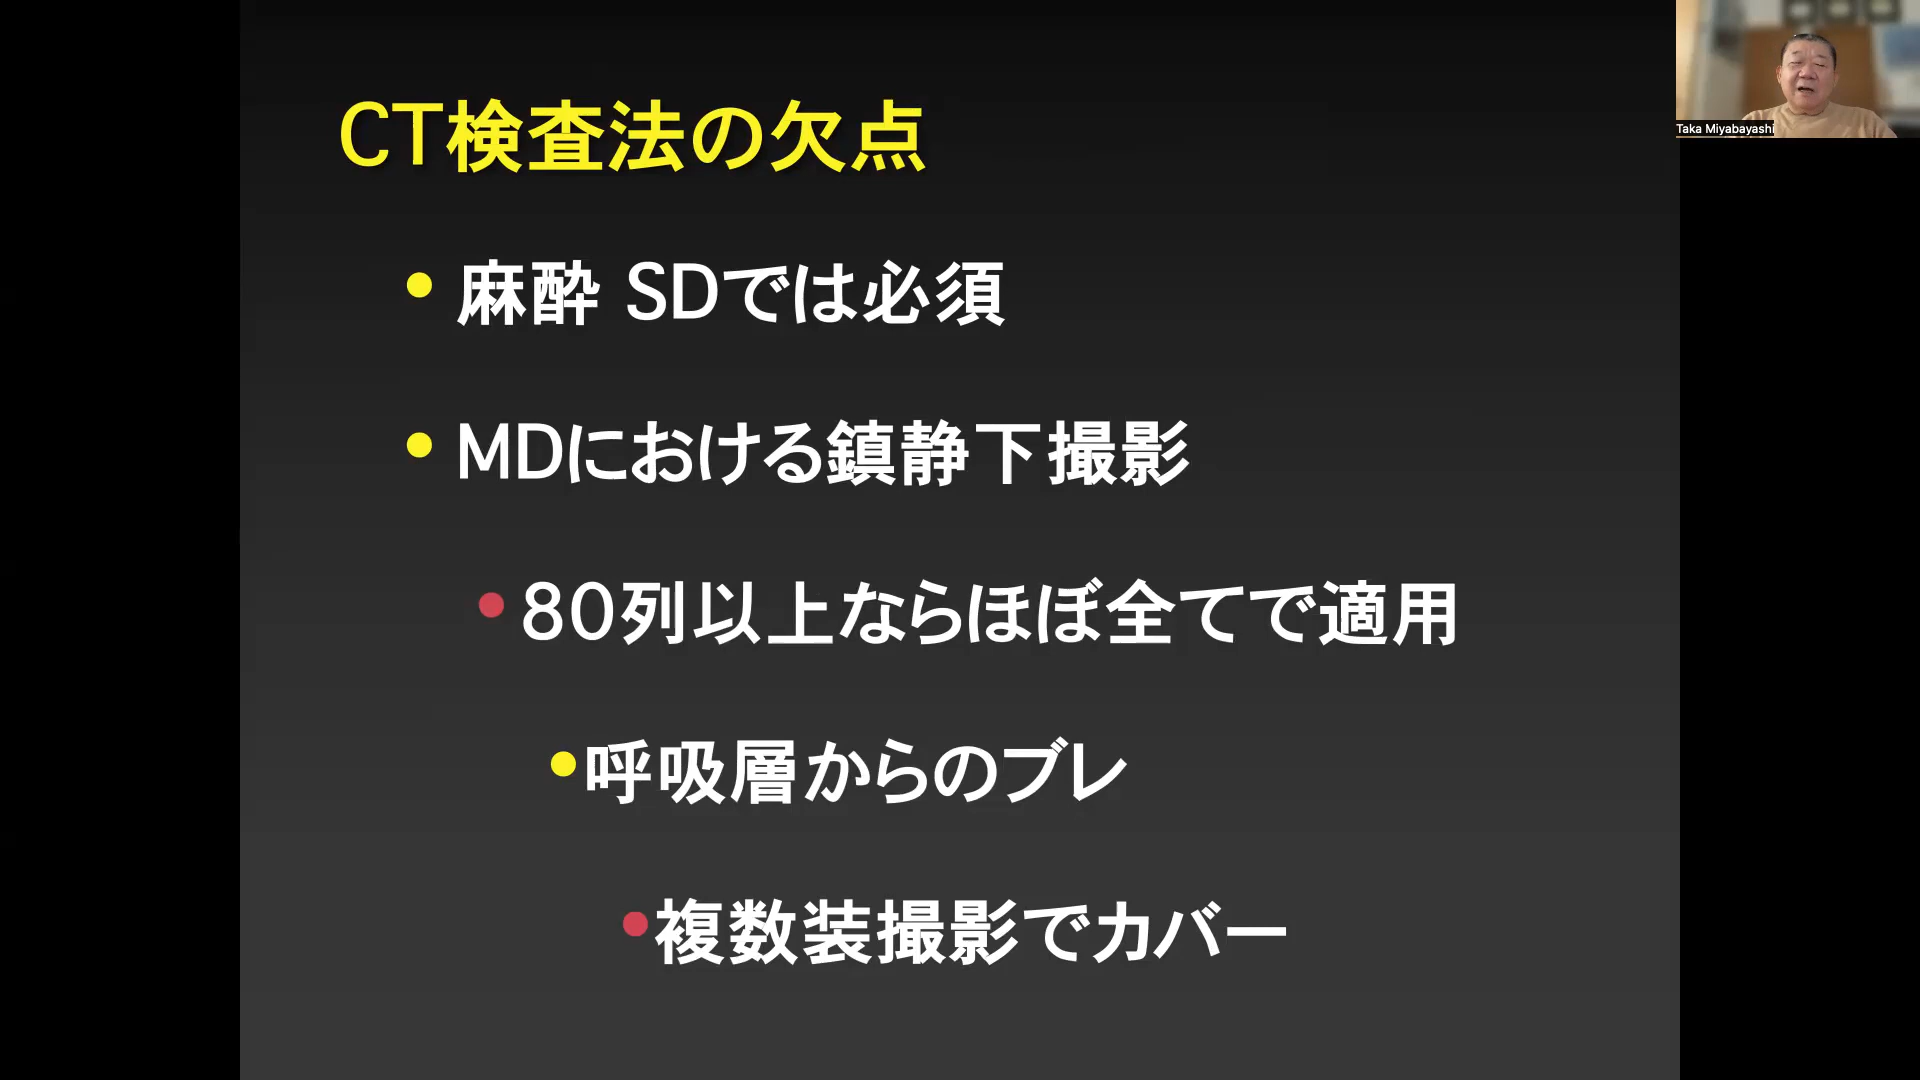 CT検査法の欠点
Taka Miyabayashi
• 麻酔 SDでは必須
• MDにおける鎮静下撮影
• 80列以上ならほぼ全てで適用
• 呼吸層からのブレ
• 複数装撮影でカバー